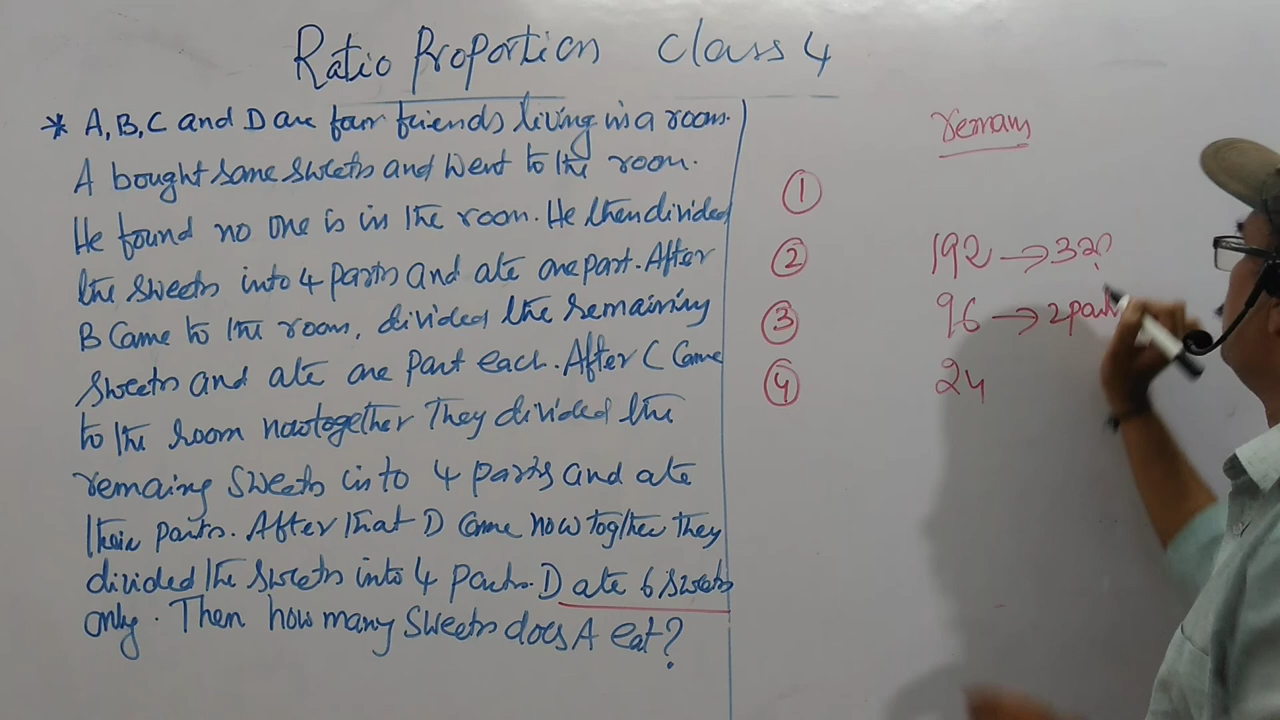 Ratio Proportion Class 4
* A, B, C and D are four friends living in a room.
A bought some sweets and went to the room.
He found no one is in the room. He then divided
the sweets into 4 parts and ate one part. After
B Came to the room, divided the remaining
sweets and ate one part each. After C Came
to the room now together They divided the
remaing sweets into 4 parts and ate
their parts. After that D Came now togther they
divided the sweets into 4 parts. D ate 6 sweets
only. Then how many sweets does A eat?
remain
1
2 192 → 3
3 96 → 2 part
4 24